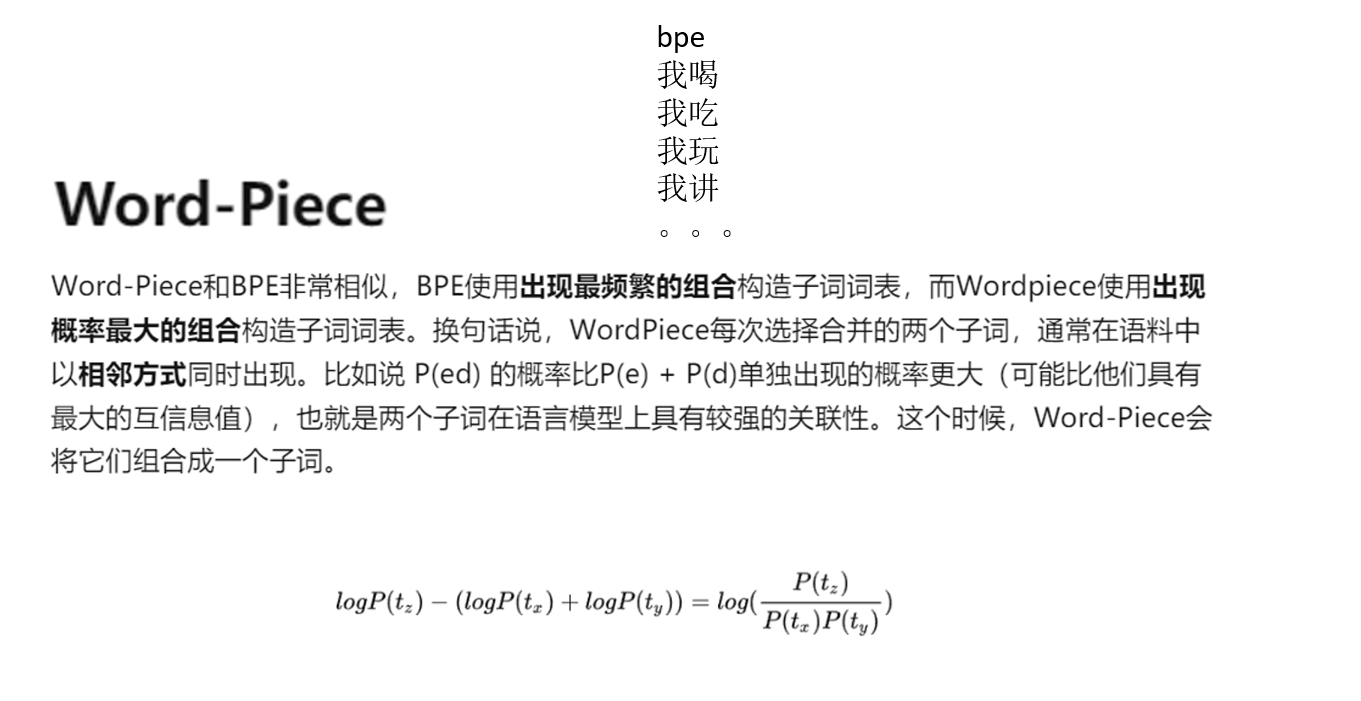 bpe
我喝
我吃
我玩
我讲
。。。
Word-Piece
Word-Piece和BPE非常相似，BPE使用出现最频繁的组合构造子词词表，而Wordpiece使用出现
概率最大的组合构造子词词表。换句话说，WordPiece每次选择合并的两个子词，通常在语料中
以相邻方式同时出现。比如说 P(ed) 的概率比P(e) + P(d)单独出现的概率更大（可能比他们具有
最大的互信息值），也就是两个子词在语言模型上具有较强的关联性。这个时候，Word-Piece会
将它们组合成一个子词。
$logP(t_z) - (logP(t_x) + logP(t_y)) = log(\frac{P(t_z)}{P(t_x)P(t_y)})$